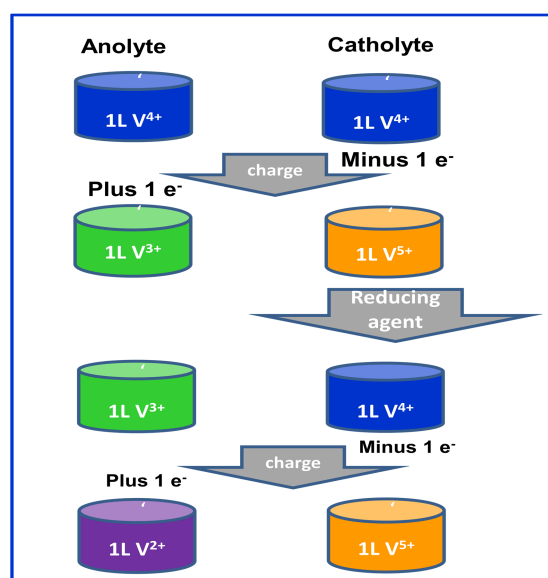 Anolyte
Catholyte
1L V⁴⁺
1L V⁴⁺
charge
Minus 1 e⁻
Plus 1 e⁻
1L V³⁺
1L V⁵⁺
Reducing
agent
1L V³⁺
1L V⁴⁺
Minus 1 e⁻
charge
Plus 1 e⁻
1L V²⁺
1L V⁵⁺